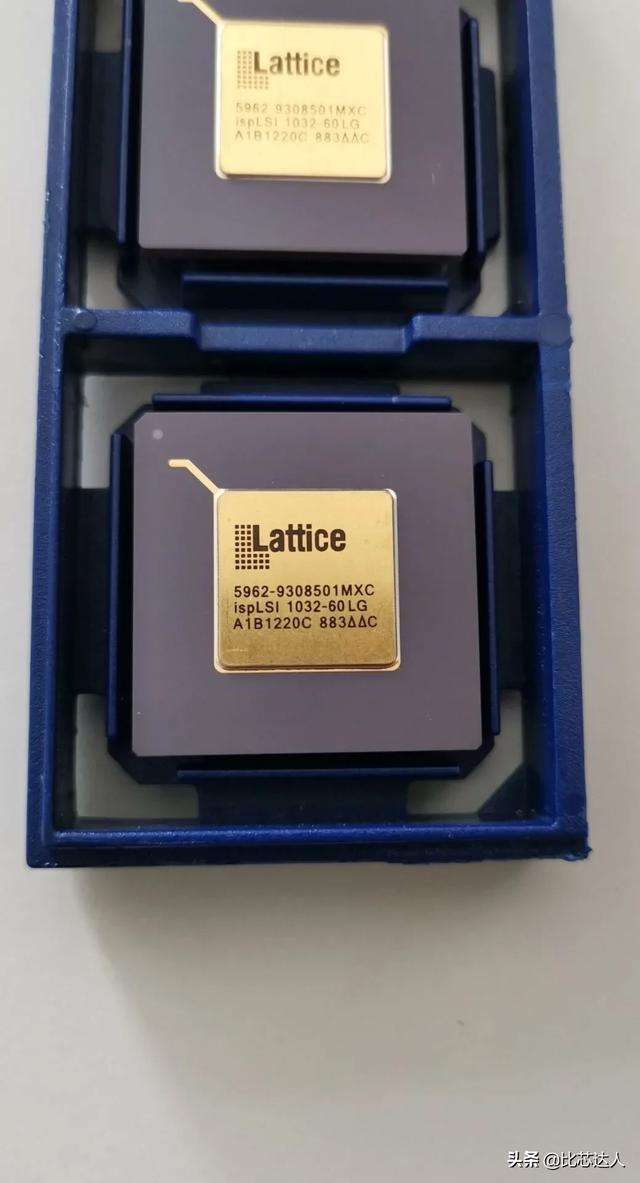 Lattice
5962-9308501MXC
ispLSI 1032-60LG
A1B1220C 883ΔΔC
Lattice
5962-9308501MXC
ispLSI 1032-60LG
A1B1220C 883ΔΔC
头条 @比芯达人